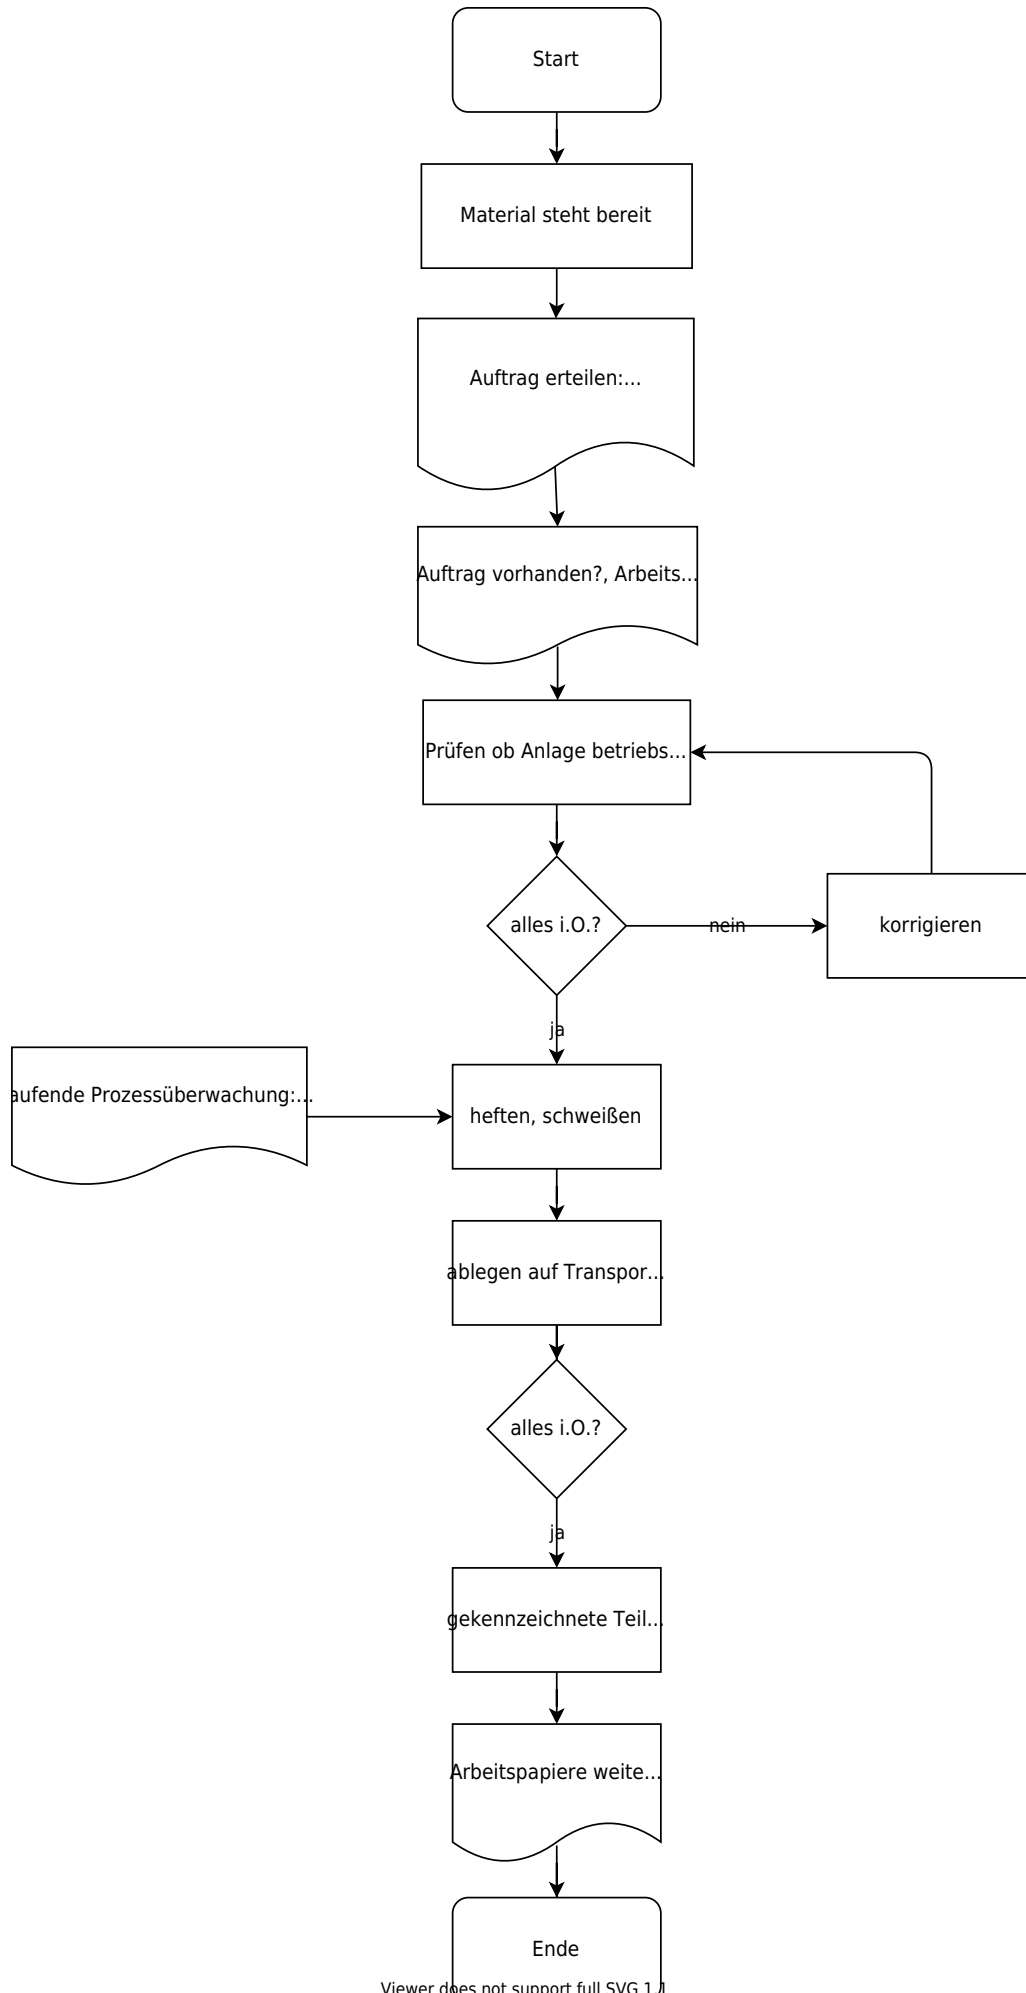 Start
Material steht bereit
Auftrag erteilen:...
Auftrag vorhanden?, Arbeits...
Prüfen ob Anlage betriebs...
alles i.O.?
nein
korrigieren
ja
aufende Prozessüberwachung:...
heften, schweißen
ablegen auf Transpor...
alles i.O.?
ja
gekennzeichnete Teil...
Arbeitspapiere weite...
Ende
Viewer does not support full SVG 1.1